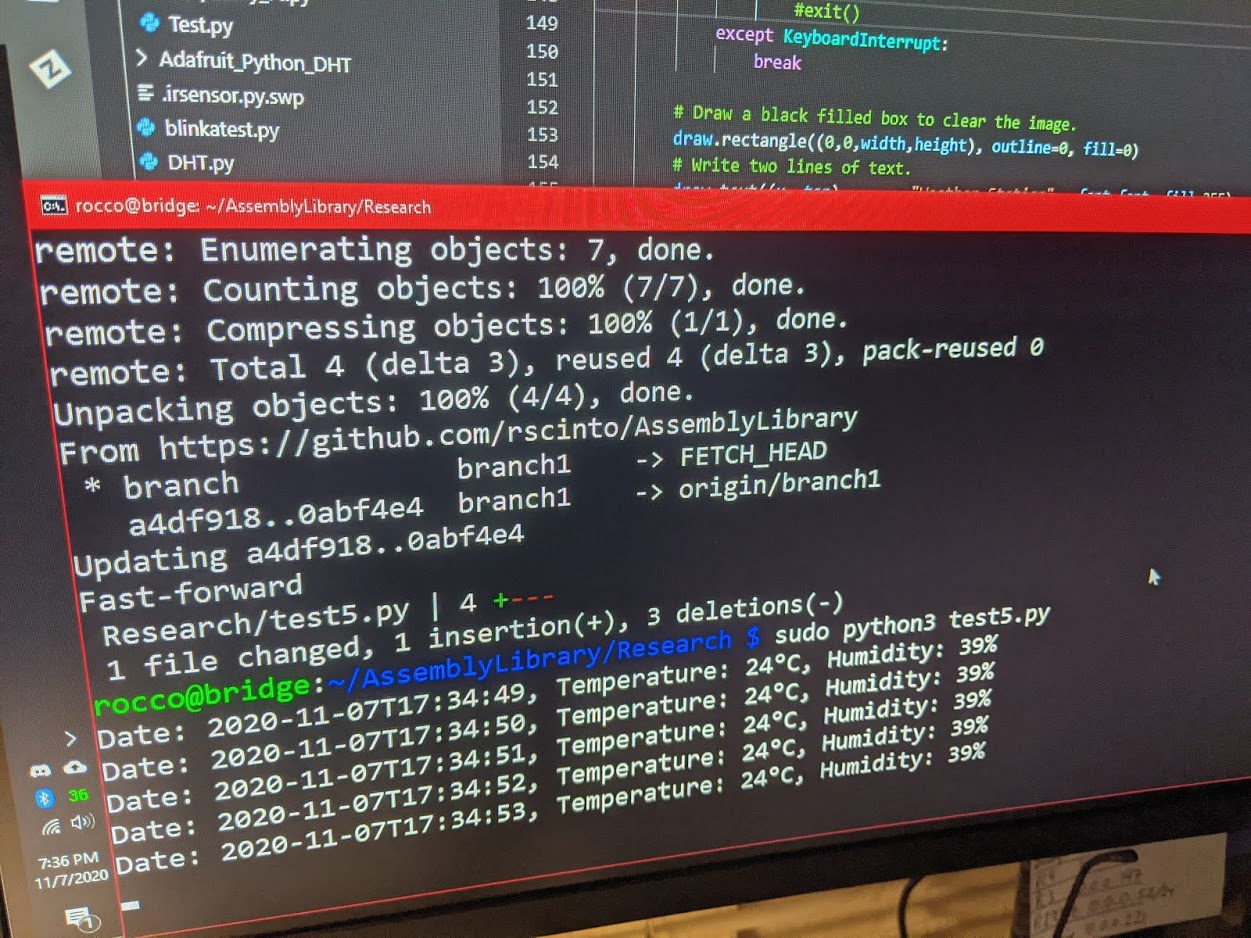 Test.py
Adafruit_Python_DHT
.irsensor.py.swp
blinkatest.py
DHT.py
149
150
151
152
153
154
#exit()
except KeyboardInterrupt:
break
# Draw a black filled box to clear the image.
draw.rectangle((0,0,width,height), outline=0, fill=0)
# Write two lines of text.
rocco@bridge: ~/AssemblyLibrary/Research
remote: Enumerating objects: 7, done.
remote: Counting objects: 100% (7/7), done.
remote: Compressing objects: 100% (1/1), done.
remote: Total 4 (delta 3), reused 4 (delta 3), pack-reused 0
Unpacking objects: 100% (4/4), done.
From https://github.com/rscinto/AssemblyLibrary
* branch branch1 -> FETCH_HEAD
a4df918..0abf4e4 branch1 -> origin/branch1
Updating a4df918..0abf4e4
Fast-forward
Research/test5.py | 4 +---
1 file changed, 1 insertion(+), 3 deletions(-)
rocco@bridge:~/AssemblyLibrary/Research $ sudo python3 test5.py
Date: 2020-11-07T17:34:49, Temperature: 24°C, Humidity: 39%
Date: 2020-11-07T17:34:50, Temperature: 24°C, Humidity: 39%
Date: 2020-11-07T17:34:51, Temperature: 24°C, Humidity: 39%
Date: 2020-11-07T17:34:52, Temperature: 24°C, Humidity: 39%
Date: 2020-11-07T17:34:53, Temperature: 24°C, Humidity: 39%
36
7:36 PM
11/7/2020
1